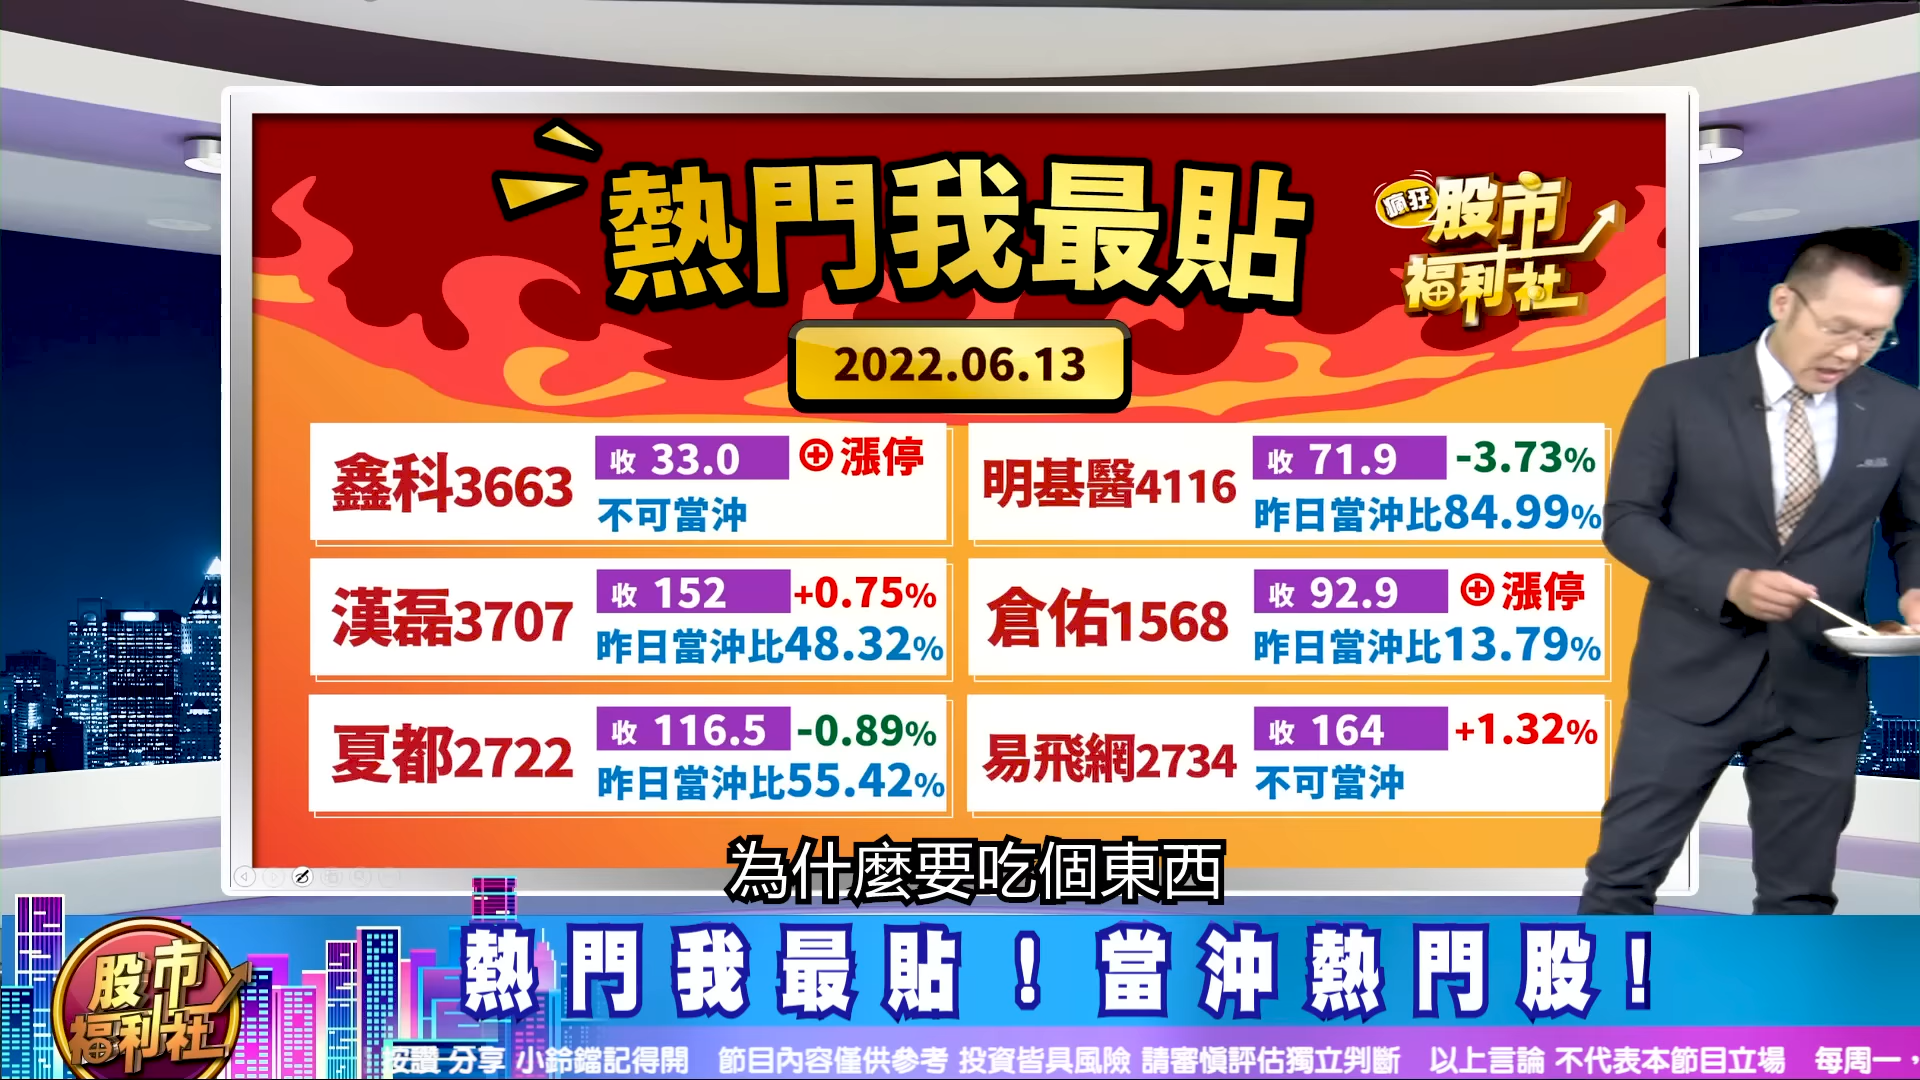 熱門我最貼
瘋狂
股市
福利社
2022.06.13
鑫科3663
收 33.0
漲停
不可當沖
明基醫4116
收 71.9
-3.73%
昨日當沖比84.99%
漢磊3707
收 152
+0.75%
昨日當沖比48.32%
倉佑1568
收 92.9
漲停
昨日當沖比13.79%
夏都2722
收 116.5
-0.89%
昨日當沖比55.42%
易飛網2734
收 164
+1.32%
不可當沖
為什麼要吃個東西
熱門我最貼！當沖熱門股！
股市
福利社
按讚 分享 小鈴鐺記得開 節目內容僅供參考 投資皆具風險 請審慎評估獨立判斷 以上言論 不代表本節目立場 每周一，